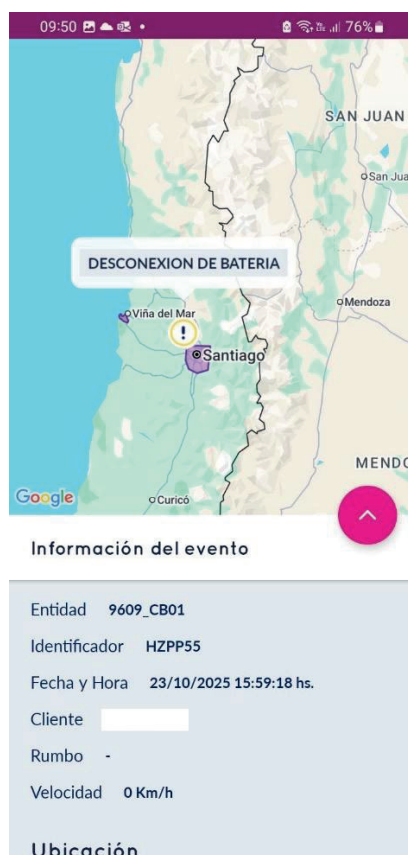 09:50
76%
SAN JUAN
San Jua
DESCONEXION DE BATERIA
Mendoza
Viña del Mar
!
Santiago
MENDO
Google
Curicó
Información del evento
Entidad 9609_CB01
Identificador HZPP55
Fecha y Hora 23/10/2025 15:59:18 hs.
Cliente
Rumbo -
Velocidad 0 Km/h
Ubicación